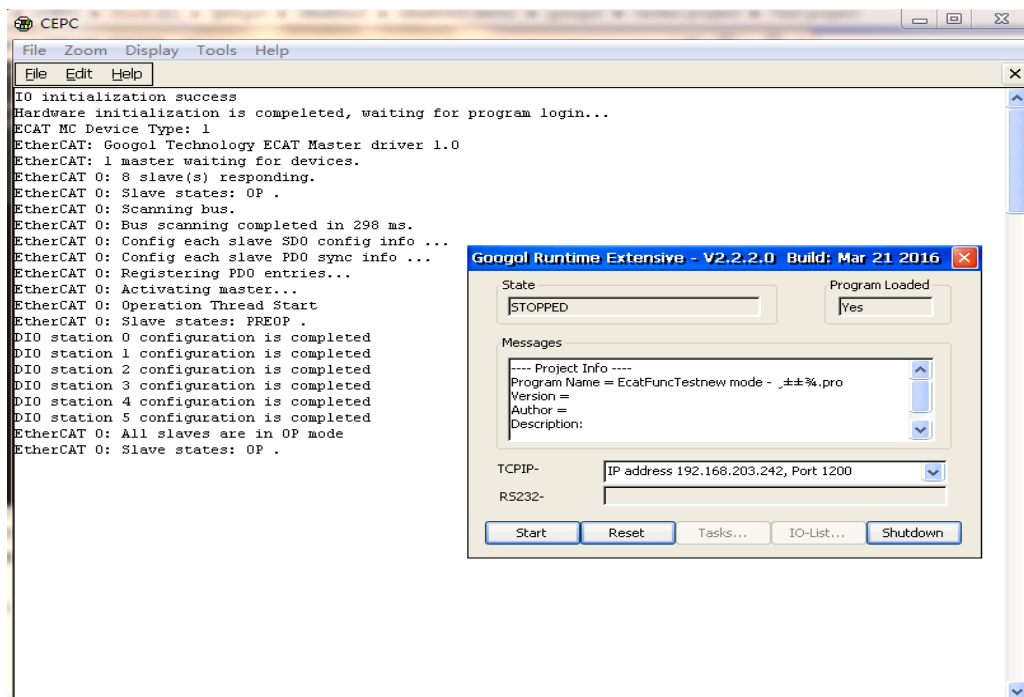 CEPC
File Zoom Display Tools Help
File Edit Help
IO initialization success
Hardware initialization is compeleted, waiting for program login...
ECAT MC Device Type: 1
EtherCAT: Googol Technology ECAT Master driver 1.0
EtherCAT: 1 master waiting for devices.
EtherCAT 0: 8 slave(s) responding.
EtherCAT 0: Slave states: OP .
EtherCAT 0: Scanning bus.
EtherCAT 0: Bus scanning completed in 298 ms.
EtherCAT 0: Config each slave SDO config info ...
EtherCAT 0: Config each slave PDO sync info ...
EtherCAT 0: Registering PDO entries...
EtherCAT 0: Activating master...
EtherCAT 0: Operation Thread Start
EtherCAT 0: Slave states: PREOP .
DIO station 0 configuration is completed
DIO station 1 configuration is completed
DIO station 2 configuration is completed
DIO station 3 configuration is completed
DIO station 4 configuration is completed
DIO station 5 configuration is completed
EtherCAT 0: All slaves are in OP mode
EtherCAT 0: Slave states: OP .
Googol Runtime Extensive - V2.2.2.0 Build: Mar 21 2016
State Program Loaded
STOPPED Yes
Messages
---- Project Info ----
Program Name = EcatFuncTestnew mode - ¸±±¾.pro
Version =
Author =
Description:
TCPIP- IP address 192.168.203.242, Port 1200
RS232-
Start Reset Tasks... IO-List... Shutdown